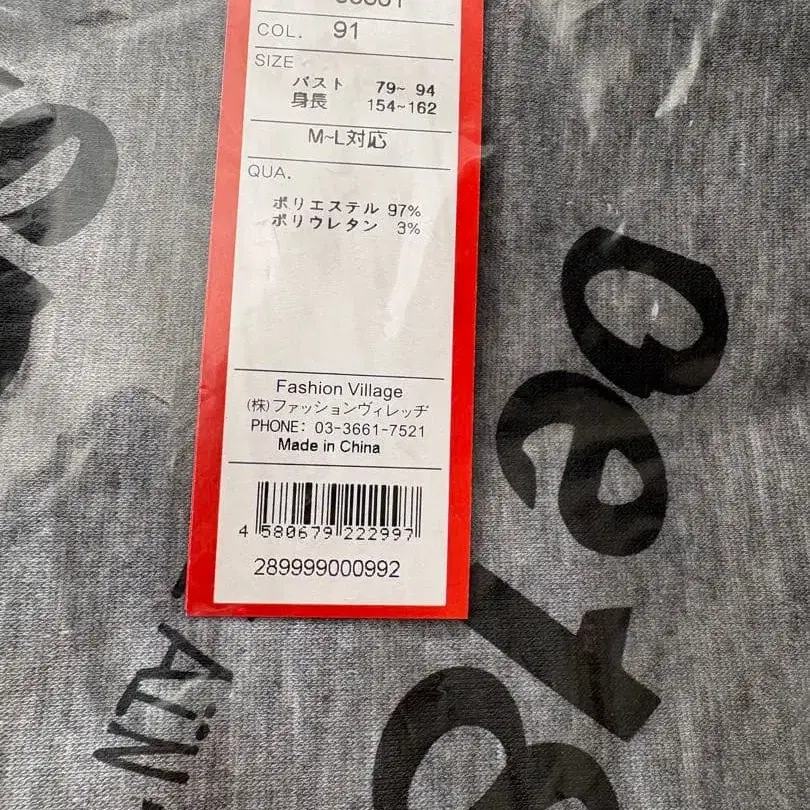 COL. 91
SIZE
バスト 79~ 94
身長 154~162
M~L対応
QUA.
ポリエステル 97%
ポリウレタン 3%
Fashion Village
(株)ファッションヴィレッヂ
PHONE: 03-3661-7521
Made in China
4 580679 222997
289999000992